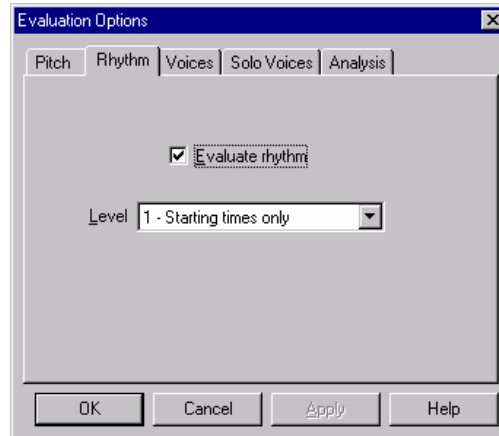 Evaluation Options
Pitch Rhythm Voices Solo Voices Analysis
Evaluate rhythm
Level 1 - Starting times only
OK Cancel Apply Help